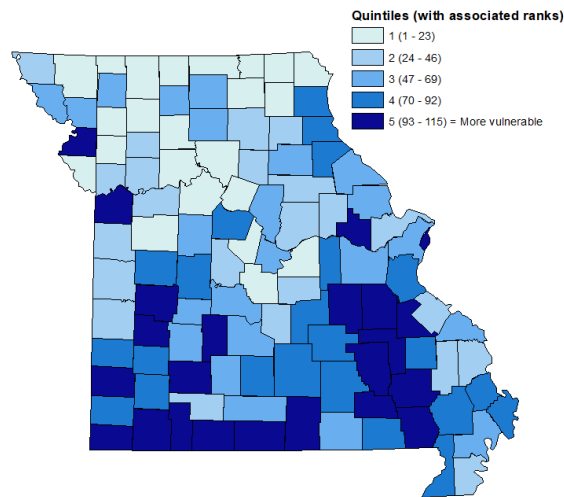 Quintiles (with associated ranks)
1 (1 - 23)
2 (24 - 46)
3 (47 - 69)
4 (70 - 92)
5 (93 - 115) = More vulnerable